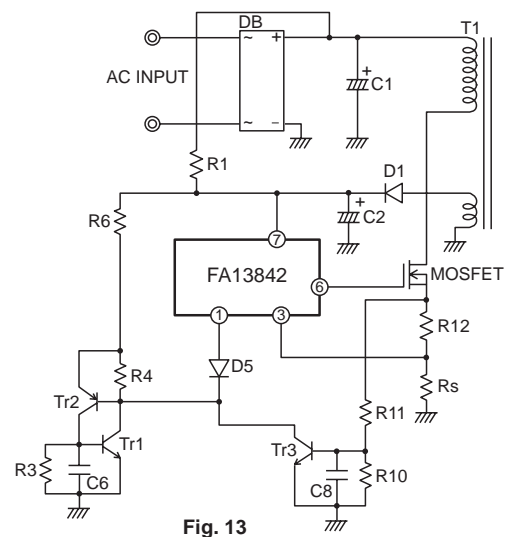 DB
T1
~
+
AC INPUT
+
C1
~
−
R1
D1
+
C2
R6
7
FA13842
6
MOSFET
1
3
R12
D5
R4
Tr2
R11
Rs
Tr1
Tr3
R3
C6
C8
R10
Fig. 13